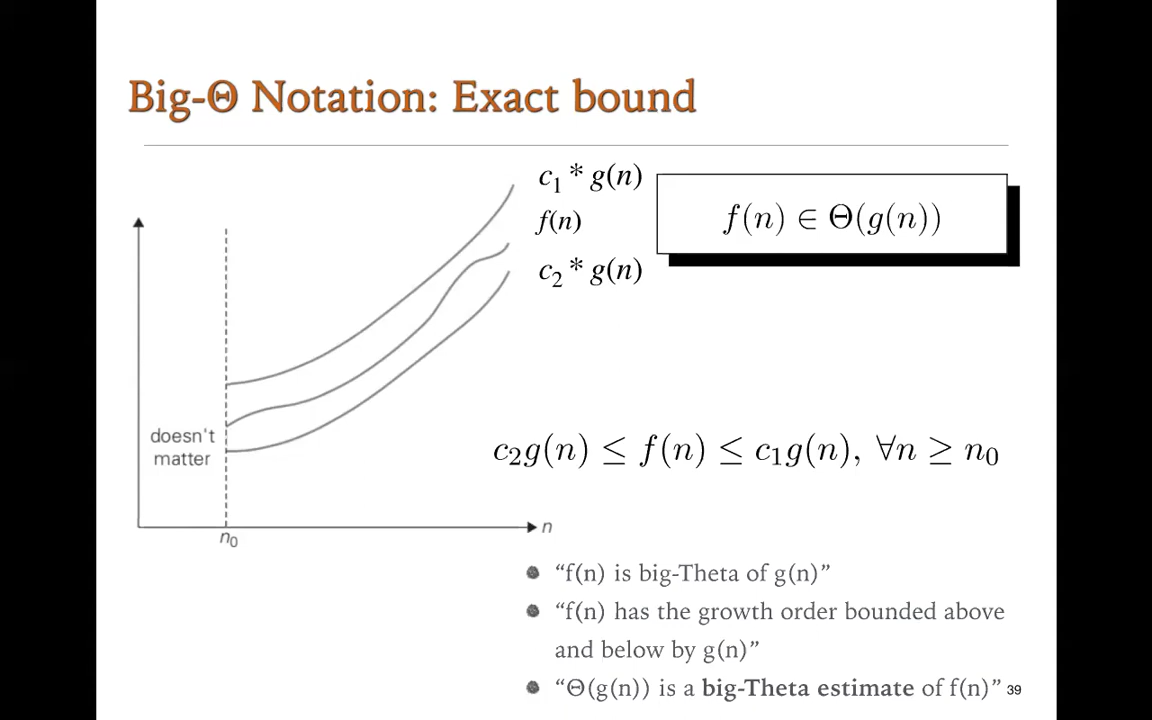 Big-Θ Notation: Exact bound
c₁ * g(n)
f(n)
c₂ * g(n)
f(n) ∈ Θ(g(n))
doesn't
matter
n₀
n
c₂g(n) ≤ f(n) ≤ c₁g(n), ∀n ≥ n₀
“f(n) is big-Theta of g(n)”
“f(n) has the growth order bounded above
and below by g(n)”
“Θ(g(n)) is a big-Theta estimate of f(n)”
39